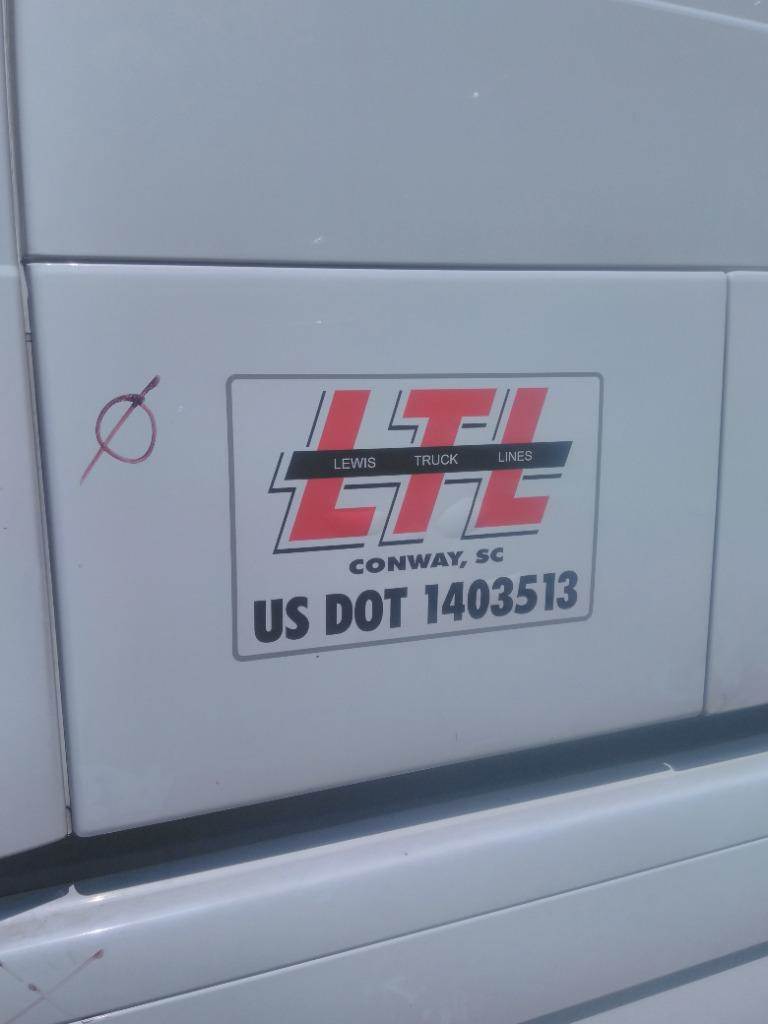 LTL
LEWIS TRUCK LINES
CONWAY, SC
US DOT 1403513